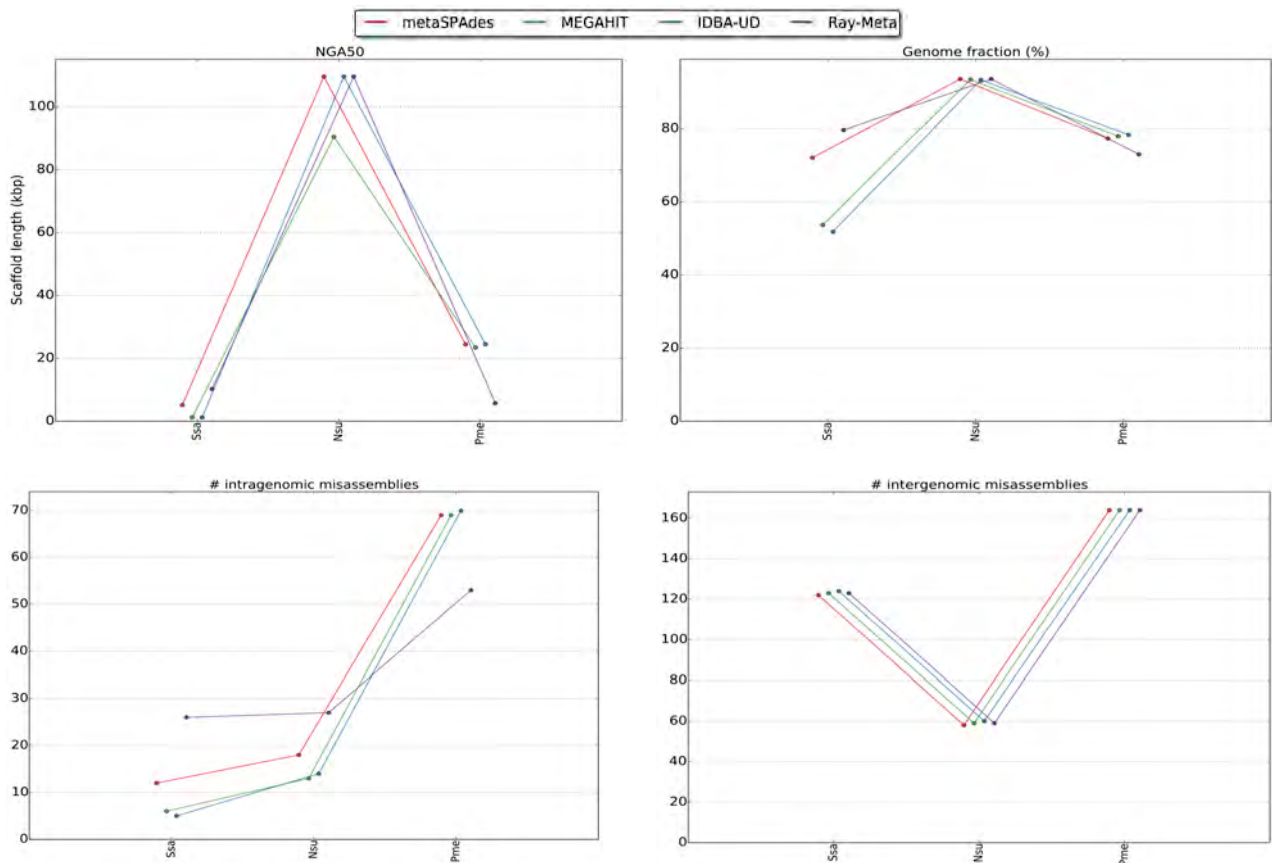 metaSPAdes MEGAHIT IDBA-UD Ray-Meta
NGA50
Scaffold length (kbp)
100
80
60
40
20
0
Ssa Nsu Pme
Genome fraction (%)
80
60
40
20
0
Ssa Nsu Pme
# intragenomic misassemblies
70
60
50
40
30
20
10
0
Ssa Nsu Pme
# intergenomic misassemblies
160
140
120
100
80
60
40
20
0
Ssa Nsu Pme